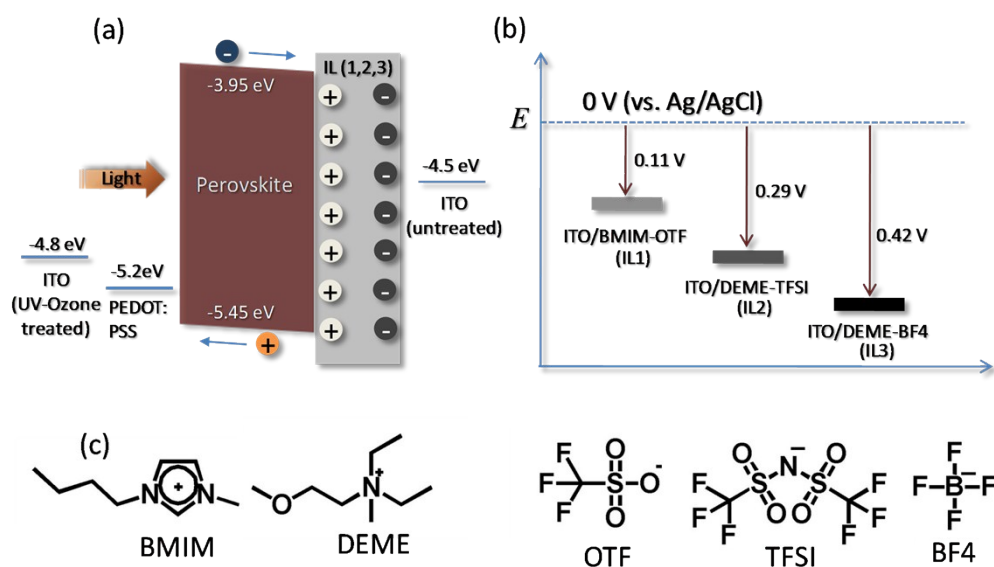 (a)
IL (1,2,3)
-3.95 eV
-4.5 eV
Light
Perovskite
ITO
(untreated)
-4.8 eV
ITO
(UV-Ozone
treated)
-5.2eV
PEDOT:
PSS
-5.45 eV
(b)
E
0 V (vs. Ag/AgCl)
0.11 V
0.29 V
0.42 V
ITO/BMIM-OTF
(IL1)
ITO/DEME-TFSI
(IL2)
ITO/DEME-BF4
(IL3)
(c)
N + N
BMIM
O N +
DEME
F F F O S O O-
OTF
O N- O F F F S S F F F O O
TFSI
F F B- F F
BF4